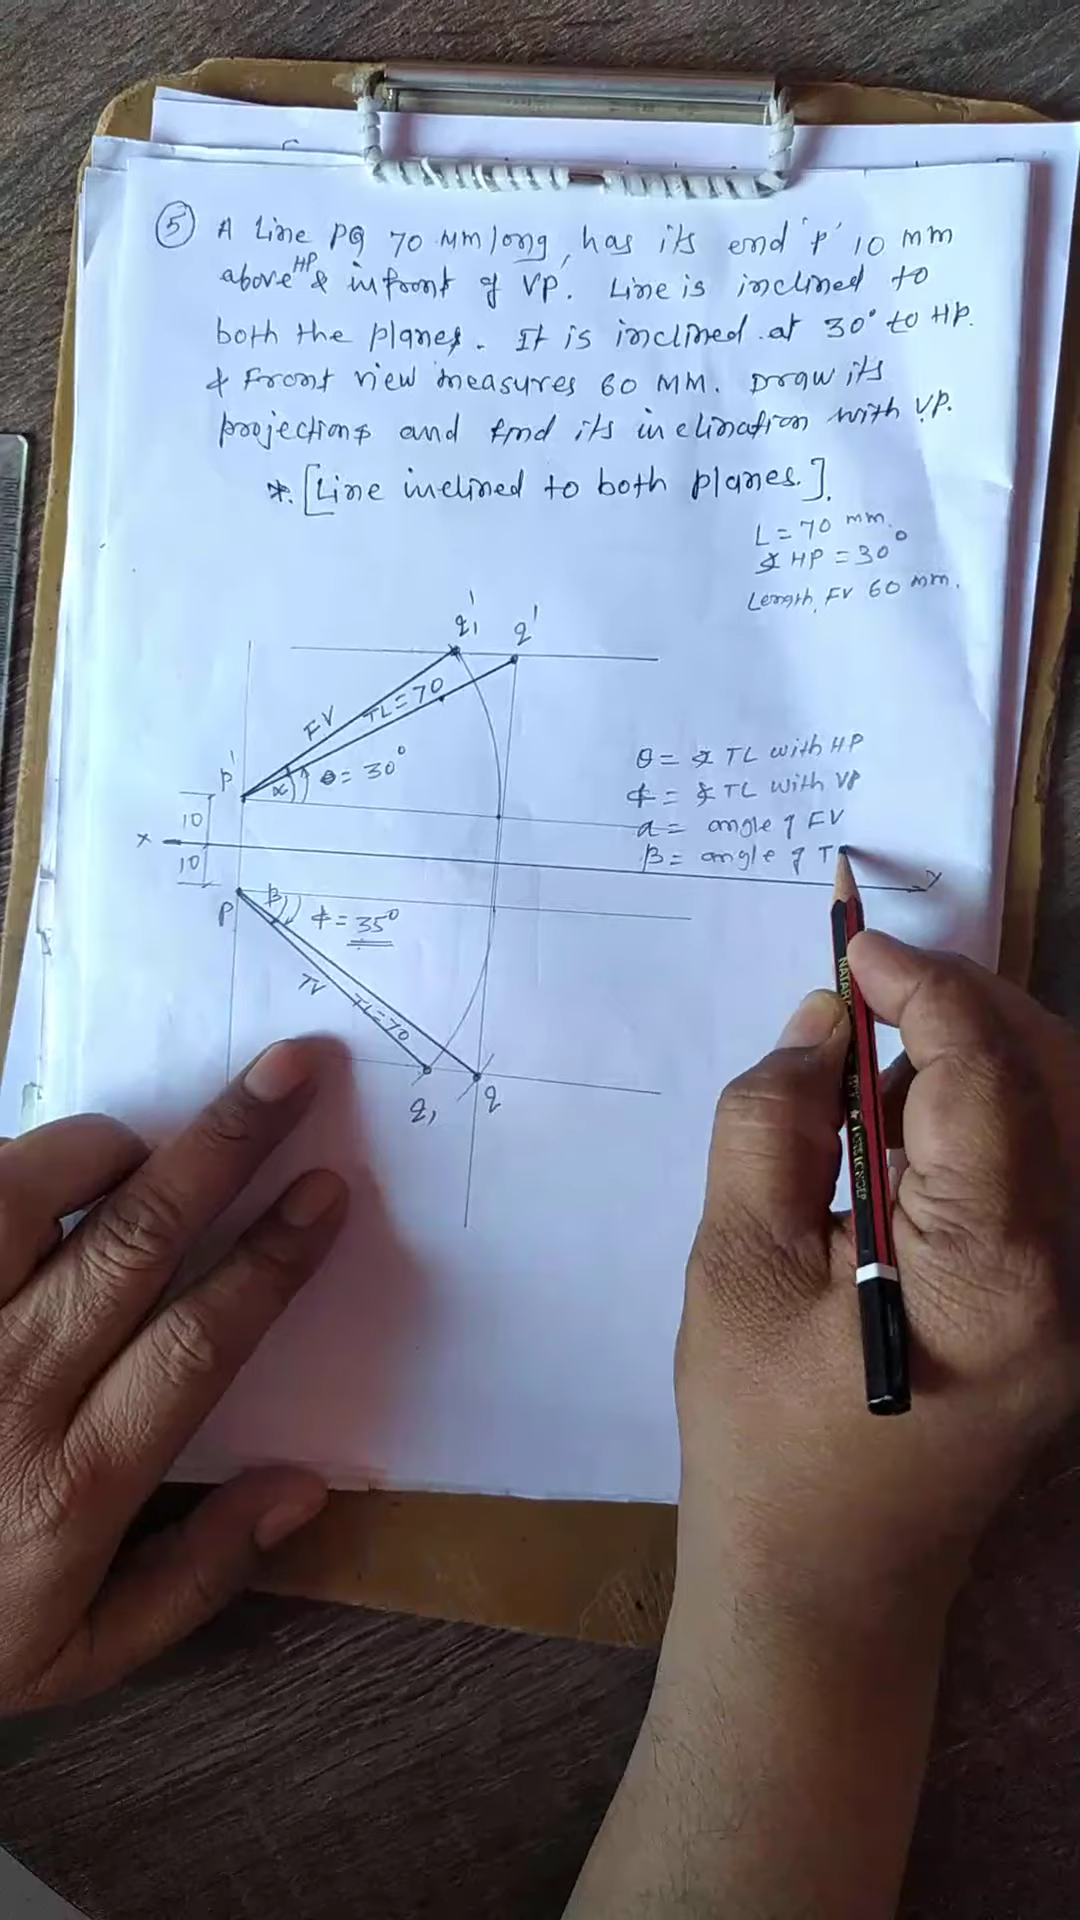 5 A Line PQ 70 MM long, has its end 'P' 10 mm
above HP & infront of VP. Line is inclined to
both the planes. It is inclined at 30° to HP.
& Front view measures 60 MM. Draw its
projections and find its inclination with VP.
*. [Line inclined to both planes.].
L = 70 mm.
∡ HP = 30°
Length, FV 60 mm.
q₁'
q'
FV
TL = 70
p'
α
θ = 30°
θ = ∡ TL with HP
ϕ = ∡ TL with VP
α = angle of FV
β = angle of T
10
X
10
Y
P
β
ϕ = 35°
TV
TL = 70
q₁
q
NATARA